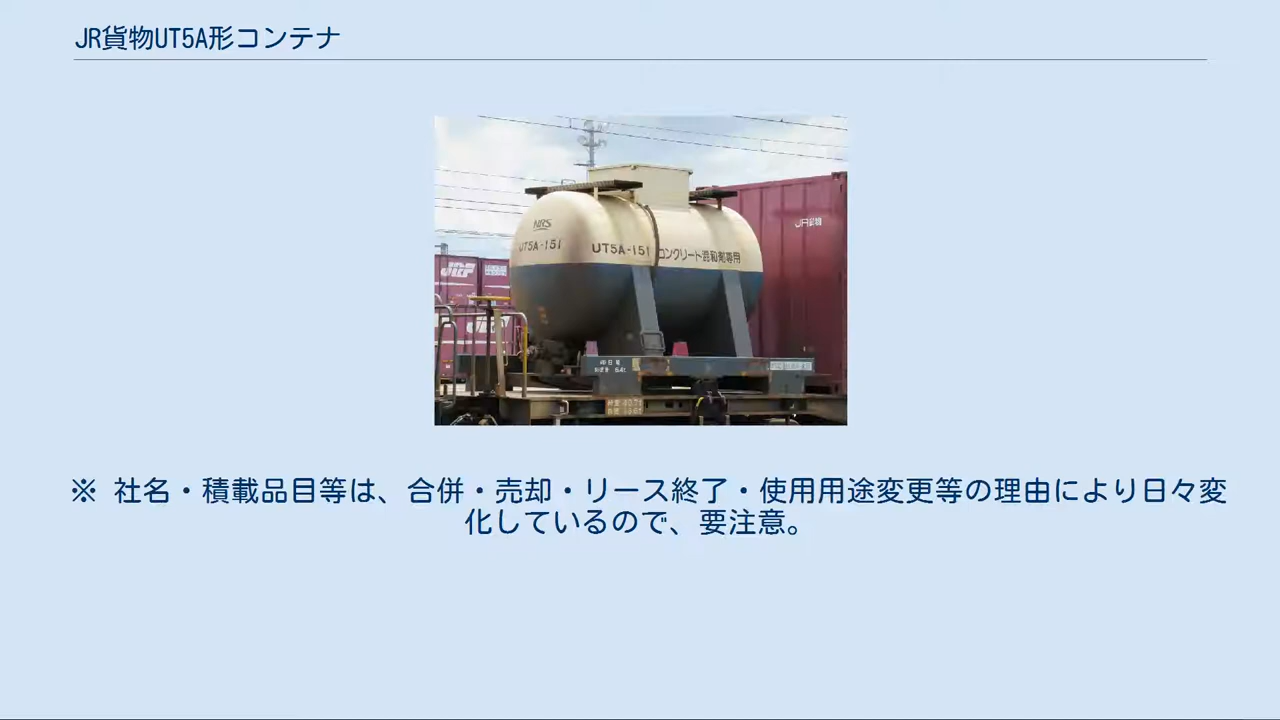 JR貨物UT5A形コンテナ
NRS
UT5A-151
UT5A-151 コンクリート混和剤専用
JR貨物
JRF
※ 社名・積載品目等は、合併・売却・リース終了・使用用途変更等の理由により日々変
化しているので、要注意。